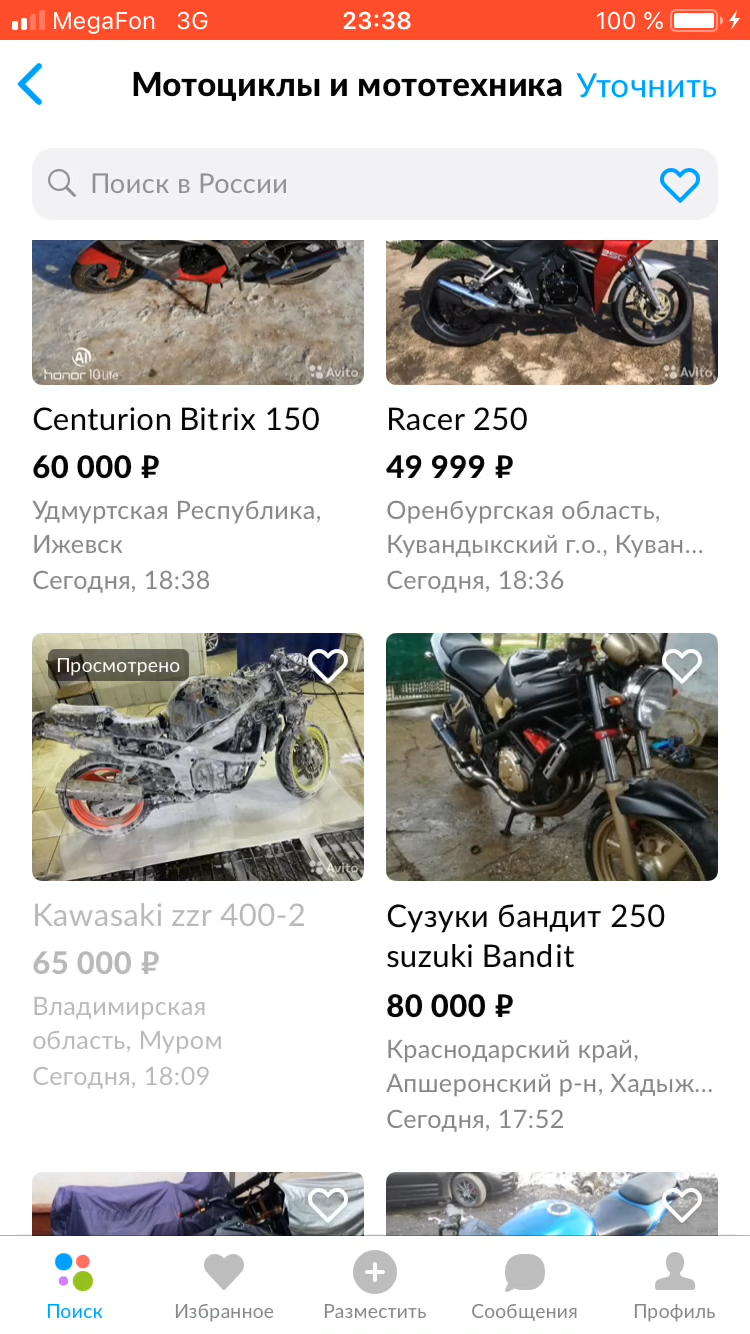 MegaFon 3G 23:38 100 %
Мотоциклы и мототехника Уточнить
Поиск в России
AI
honor 10 Lite
Avito
250
Avito
Centurion Bitrix 150
60 000 ₽
Удмуртская Республика,
Ижевск
Сегодня, 18:38
Racer 250
49 999 ₽
Оренбургская область,
Кувандыкский г.о., Куван...
Сегодня, 18:36
Просмотрено
Avito
Kawasaki zzr 400-2
65 000 ₽
Владимирская
область, Муром
Сегодня, 18:09
Сузуки бандит 250
suzuki Bandit
80 000 ₽
Краснодарский край,
Апшеронский р-н, Хадыж...
Сегодня, 17:52
Поиск Избранное Разместить Сообщения Профиль